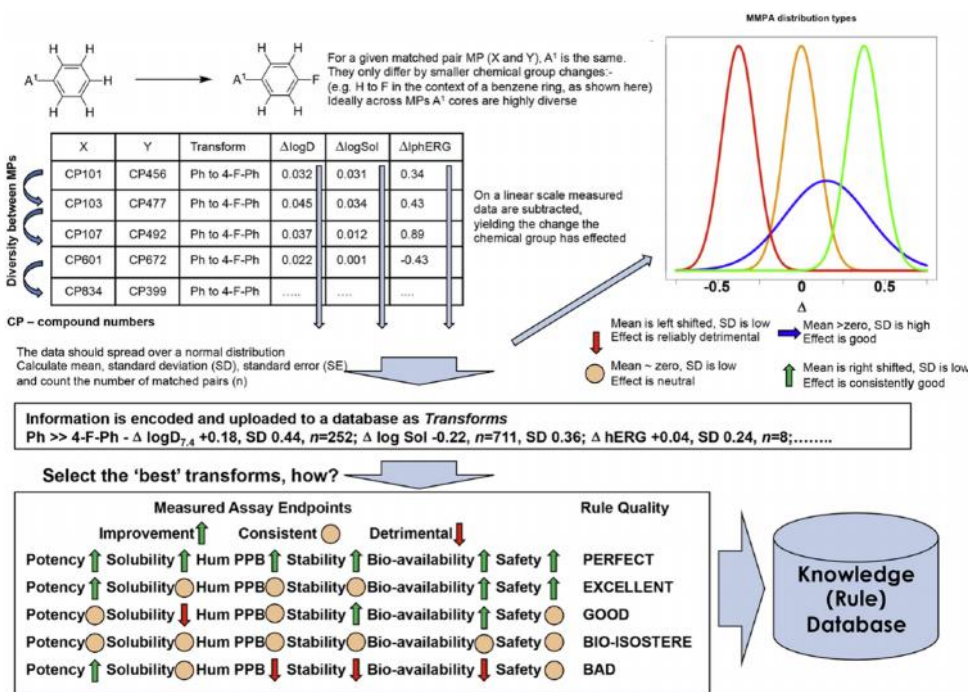 MMPA distribution types
H H
A¹ H
H H
H H
A¹ F
H H
For a given matched pair MP (X and Y), A¹ is the same.
They only differ by smaller chemical group changes:-
(e.g. H to F in the context of a benzene ring, as shown here)
Ideally across MPs A¹ cores are highly diverse
Diversity between MPs
X Y Transform ΔlogD ΔlogSol ΔIphERG
CP101 CP456 Ph to 4-F-Ph 0.032 0.031 0.34
CP103 CP477 Ph to 4-F-Ph 0.045 0.034 0.43
CP107 CP492 Ph to 4-F-Ph 0.037 0.012 0.89
CP601 CP672 Ph to 4-F-Ph 0.022 0.001 -0.43
CP834 CP399 Ph to 4-F-Ph ..... .... ....
CP – compound numbers
On a linear scale measured
data are subtracted,
yielding the change the
chemical group has effected
-0.5 0 0.5
Δ
Mean is left shifted, SD is low
Effect is reliably detrimental
Mean >zero, SD is high
Effect is good
Mean ~ zero, SD is low
Effect is neutral
Mean is right shifted, SD is low
Effect is consistently good
The data should spread over a normal distribution
Calculate mean, standard deviation (SD), standard error (SE)
and count the number of matched pairs (n)
Information is encoded and uploaded to a database as Transforms
Ph >> 4-F-Ph - Δ logD7.4 +0.18, SD 0.44, n=252; Δ log Sol -0.22, n=711, SD 0.36; Δ hERG +0.04, SD 0.24, n=8;........
Select the 'best' transforms, how?
Measured Assay Endpoints Rule Quality
Improvement Consistent Detrimental
Potency Solubility Hum PPB Stability Bio-availability Safety PERFECT
Potency Solubility Hum PPB Stability Bio-availability Safety EXCELLENT
Potency Solubility Hum PPB Stability Bio-availability Safety GOOD
Potency Solubility Hum PPB Stability Bio-availability Safety BIO-ISOSTERE
Potency Solubility Hum PPB Stability Bio-availability Safety BAD
Knowledge
(Rule)
Database